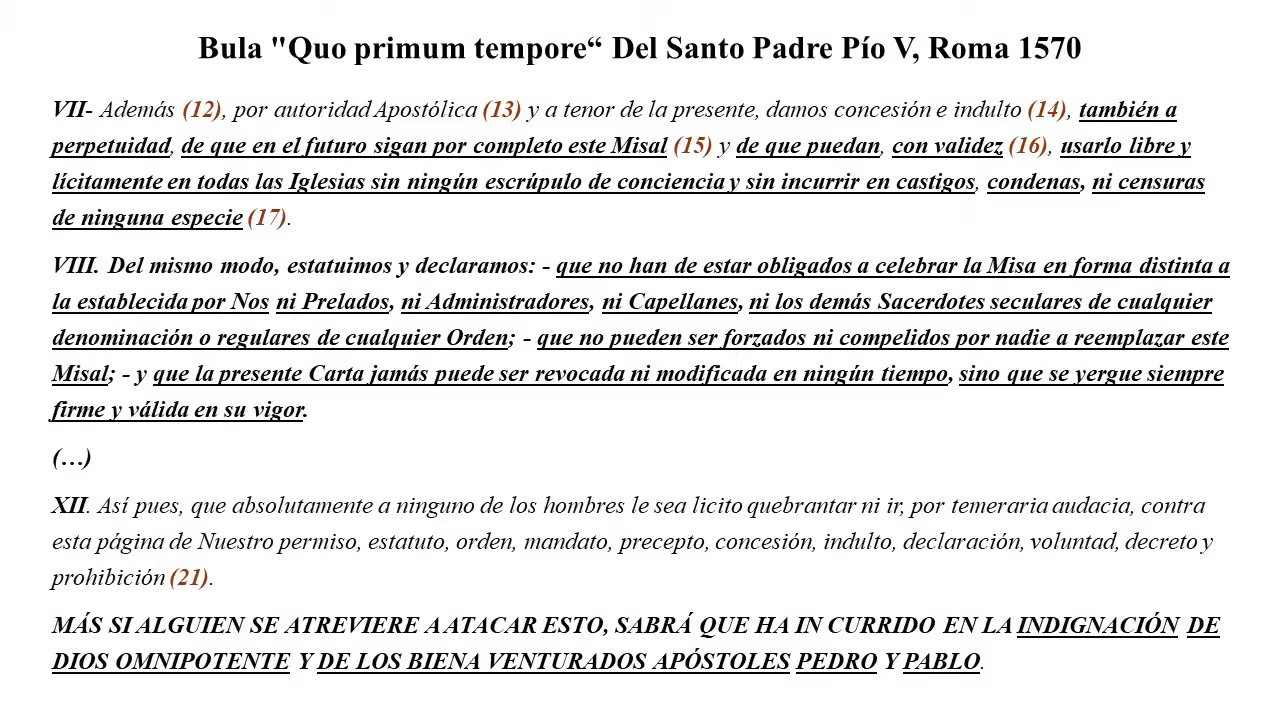 Bula "Quo primum tempore“ Del Santo Padre Pío V, Roma 1570
VII- Además (12), por autoridad Apostólica (13) y a tenor de la presente, damos concesión e indulto (14), también a
perpetuidad, de que en el futuro sigan por completo este Misal (15) y de que puedan, con validez (16), usarlo libre y
lícitamente en todas las Iglesias sin ningún escrúpulo de conciencia y sin incurrir en castigos, condenas, ni censuras
de ninguna especie (17).
VIII. Del mismo modo, estatuimos y declaramos: - que no han de estar obligados a celebrar la Misa en forma distinta a
la establecida por Nos ni Prelados, ni Administradores, ni Capellanes, ni los demás Sacerdotes seculares de cualquier
denominación o regulares de cualquier Orden; - que no pueden ser forzados ni compelidos por nadie a reemplazar este
Misal; - y que la presente Carta jamás puede ser revocada ni modificada en ningún tiempo, sino que se yergue siempre
firme y válida en su vigor.
(…)
XII. Así pues, que absolutamente a ninguno de los hombres le sea licito quebrantar ni ir, por temeraria audacia, contra
esta página de Nuestro permiso, estatuto, orden, mandato, precepto, concesión, indulto, declaración, voluntad, decreto y
prohibición (21).
MÁS SI ALGUIEN SE ATREVIERE A ATACAR ESTO, SABRÁ QUE HA IN CURRIDO EN LA INDIGNACIÓN DE
DIOS OMNIPOTENTE Y DE LOS BIENA VENTURADOS APÓSTOLES PEDRO Y PABLO.